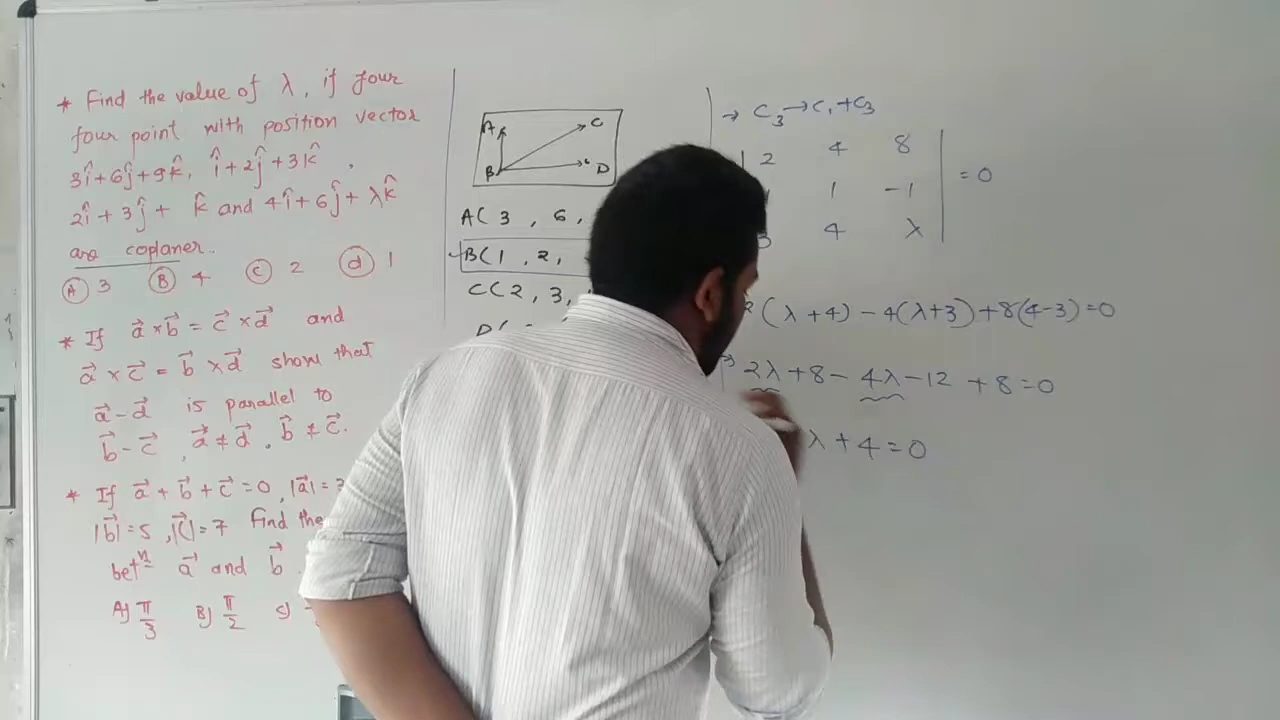 * Find the value of λ, if four
four point with position vector
3î+6ĵ+9k̂, î+2ĵ+3k̂,
2î+3ĵ+ k̂ and 4î+6ĵ+λk̂
are coplaner.
(A) 3 (B) 4 (C) 2 (d) 1
* If a⃗×b⃗ = c⃗×d⃗ and
a⃗×c⃗ = b⃗×d⃗ show that
a⃗-d⃗ is parallel to
b⃗-c⃗, a⃗≠d⃗, b⃗≠c⃗.
* If a⃗+b⃗+c⃗=0, |a⃗|=3
|b⃗|=5, |c⃗|=7 find the
betⁿ a⃗ and b⃗
A) π/3 B) π/2 c)
A C
B D
A( 3 , 6,
B( 1 , 2,
C( 2 , 3,
D(
→ C₃→C₁+C₃
2 4 8
1 -1 = 0
3 4 λ
2(λ+4) - 4(λ+3) + 8(4-3) = 0
⇒ 2λ+8-4λ-12+8=0
λ+4=0